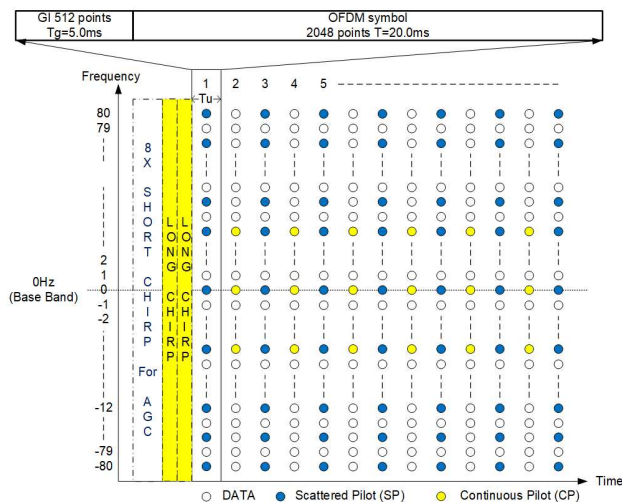 GI 512 points
Tg=5.0ms
OFDM symbol
2048 points T=20.0ms
Frequency
1 2 3 4 5
Tu
80
79
2
1
0
-1
-2
-12
-79
-80
0Hz
(Base Band)
8X SHORT CHIRP For AGC
LONG CHIRP
LONG CHIRP
Time
DATA Scattered Pilot (SP) Continuous Pilot (CP)